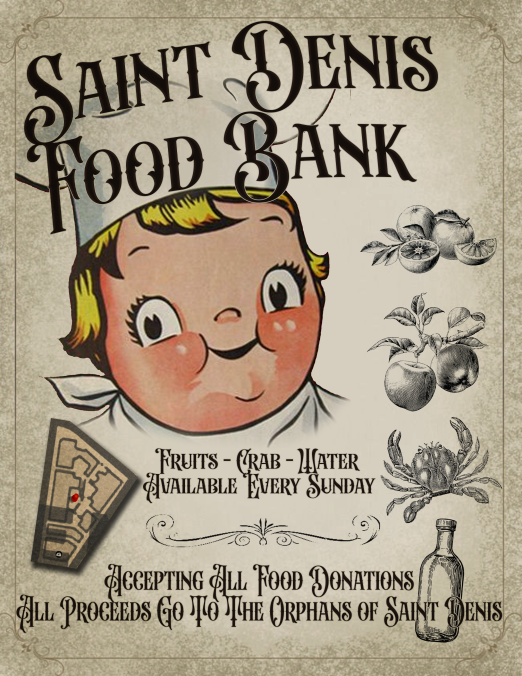 Saint Denis
Food Bank
Fruits - Crab - Water
Available Every Sunday
Accepting All Food Donations
All Proceeds Go To The Orphans of Saint Denis